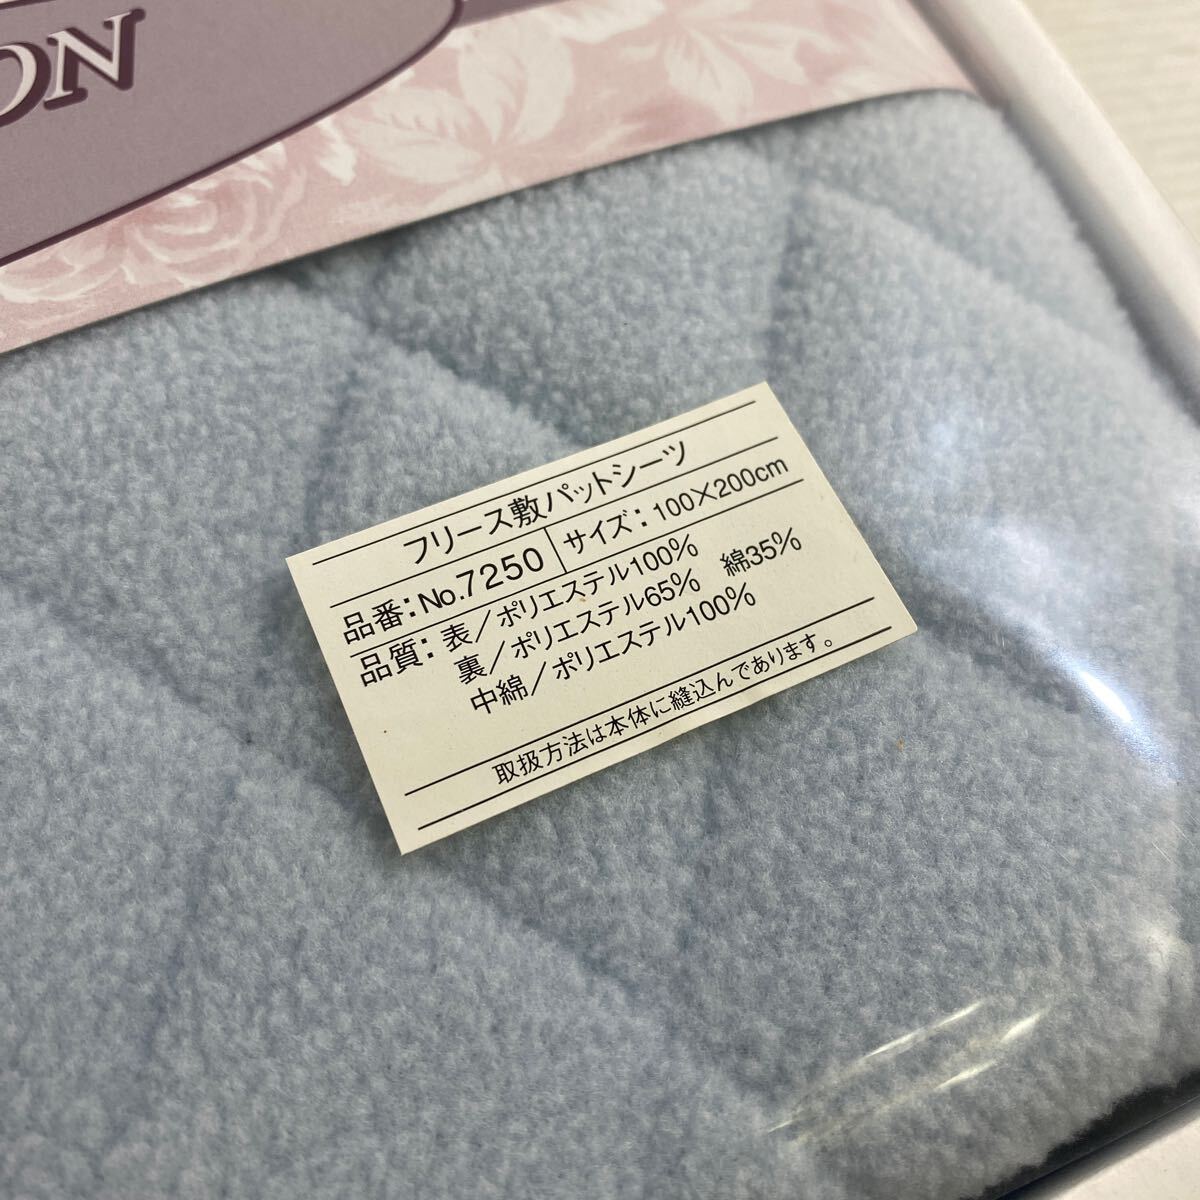 ON
フリース敷パットシーツ
品番：No.7250 サイズ：100×200cm
品質：表／ポリエステル100%
裏／ポリエステル65% 綿35%
中綿／ポリエステル100%
取扱方法は本体に縫込んであります。